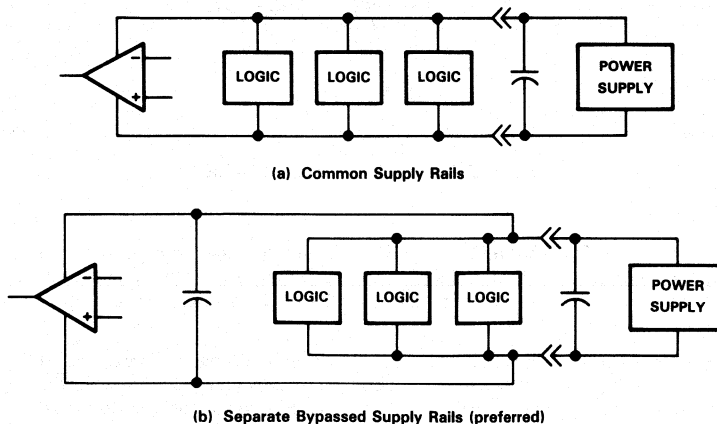 −
+
LOGIC
LOGIC
LOGIC
POWER
SUPPLY
(a) Common Supply Rails
−
+
LOGIC
LOGIC
LOGIC
POWER
SUPPLY
(b) Separate Bypassed Supply Rails (preferred)